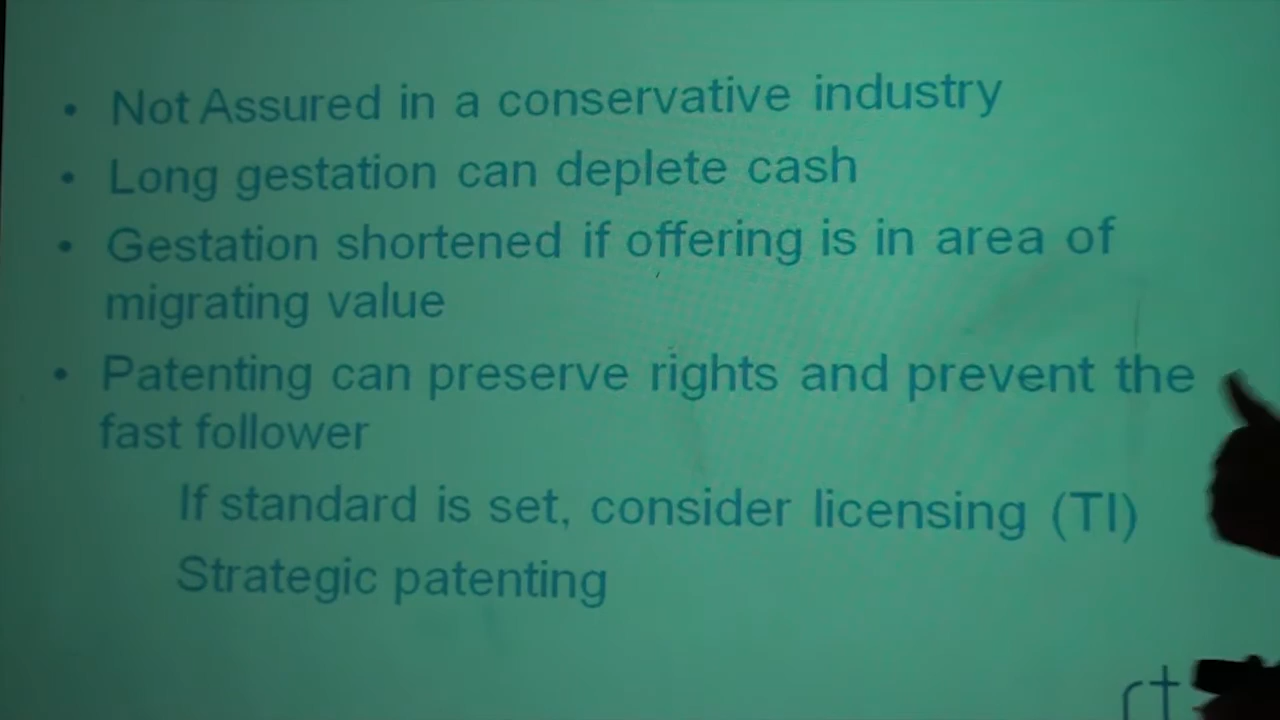 • Not Assured in a conservative industry
• Long gestation can deplete cash
• Gestation shortened if offering is in area of
migrating value
• Patenting can preserve rights and prevent the
fast follower
If standard is set, consider licensing (TI)
Strategic patenting